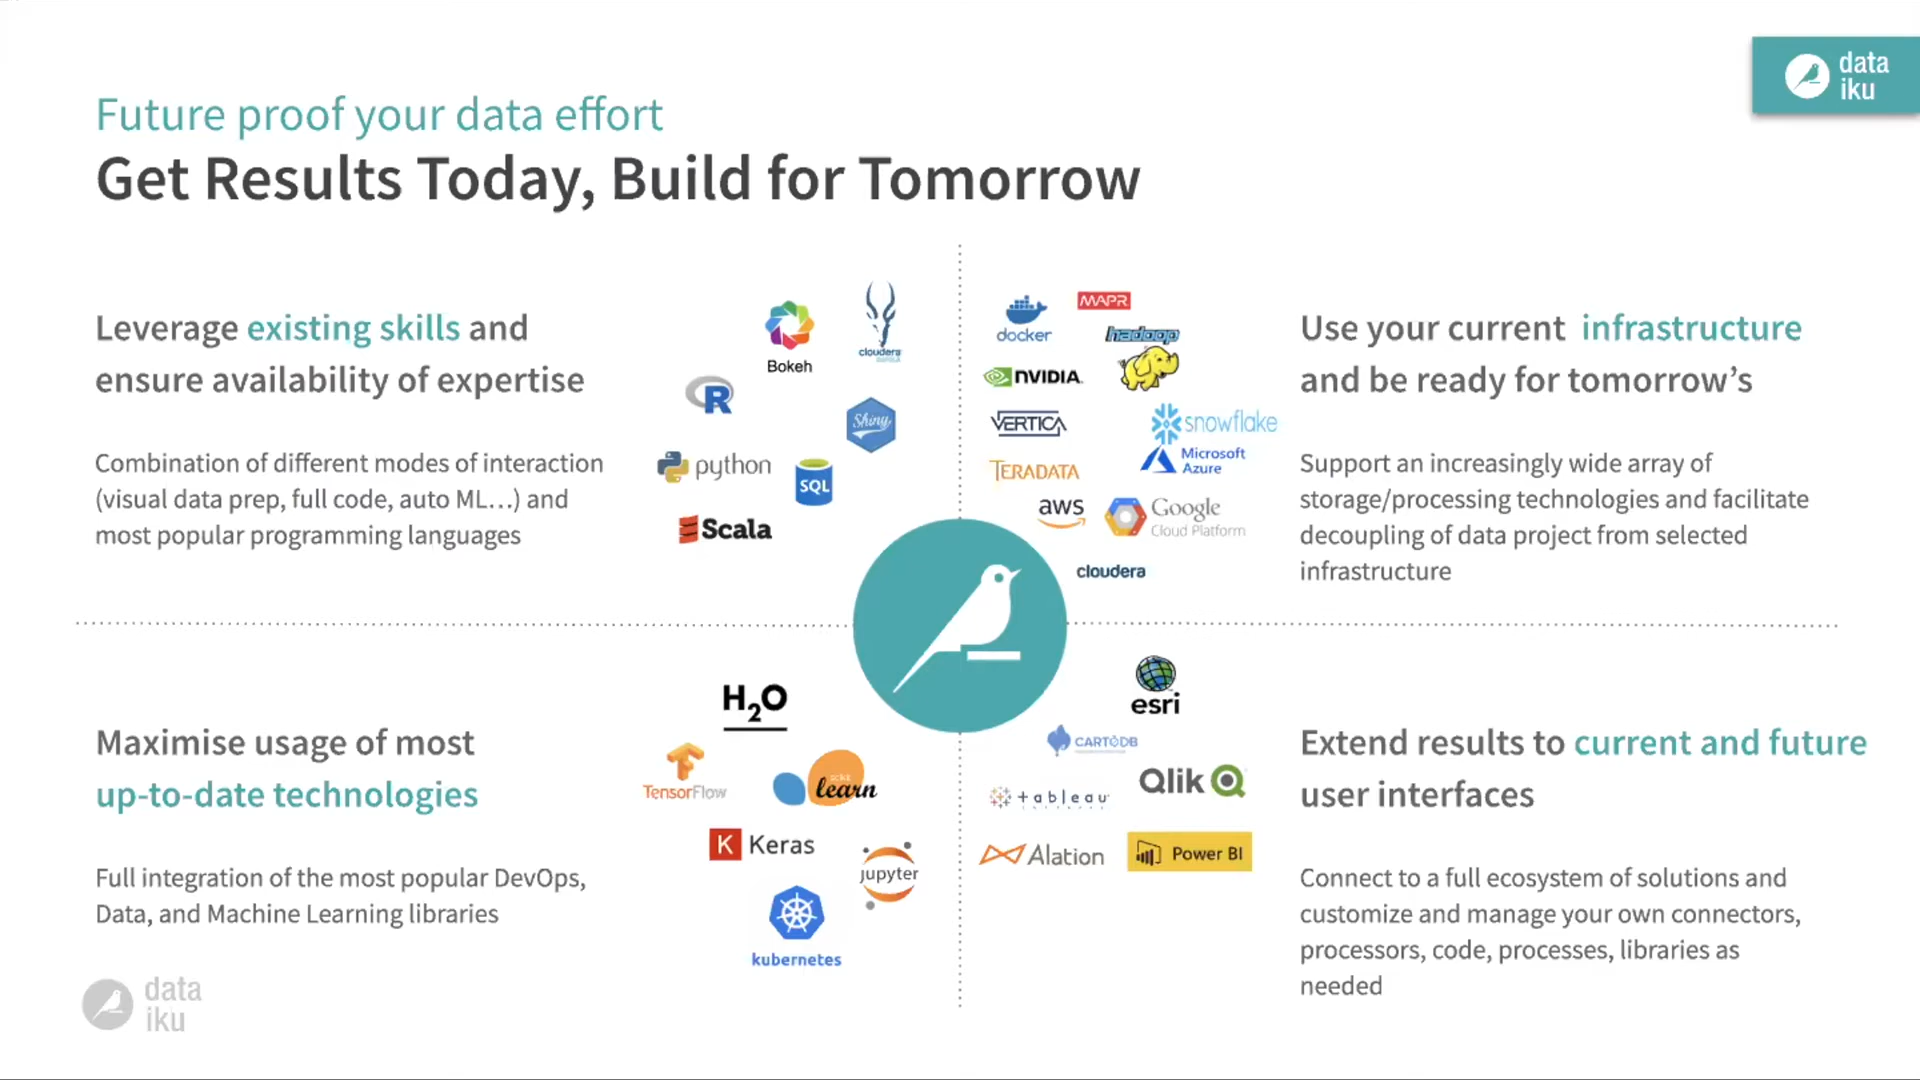 data
iku
Future proof your data effort
Get Results Today, Build for Tomorrow
Leverage existing skills and
ensure availability of expertise
Combination of different modes of interaction
(visual data prep, full code, auto ML...) and
most popular programming languages
Bokeh
cloudera
R
Shiny
python
SQL
Scala
docker
MAPR
hadoop
NVIDIA.
VERTICA
snowflake
Microsoft
Azure
TERADATA
aws
Google
Cloud Platform
cloudera
Use your current infrastructure
and be ready for tomorrow's
Support an increasingly wide array of
storage/processing technologies and facilitate
decoupling of data project from selected
infrastructure
Maximise usage of most
up-to-date technologies
Full integration of the most popular DevOps,
Data, and Machine Learning libraries
H2O
TensorFlow
scikit
learn
K Keras
jupyter
kubernetes
esri
CARTODB
Qlik
+ableau
Alation
Power BI
Extend results to current and future
user interfaces
Connect to a full ecosystem of solutions and
customize and manage your own connectors,
processors, code, processes, libraries as
needed
data
iku